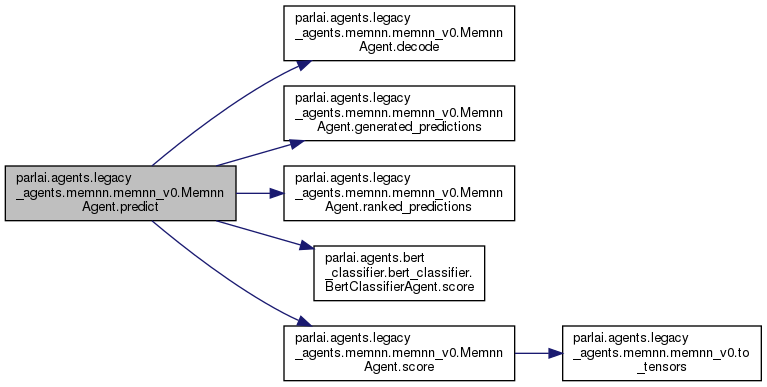 parlai.agents.legacy
_agents.memnn.memnn_v0.Memnn
Agent.decode
parlai.agents.legacy
_agents.memnn.memnn_v0.Memnn
Agent.generated_predictions
parlai.agents.legacy
_agents.memnn.memnn_v0.Memnn
Agent.predict
parlai.agents.legacy
_agents.memnn.memnn_v0.Memnn
Agent.ranked_predictions
parlai.agents.bert
_classifier.bert_classifier.
BertClassifierAgent.score
parlai.agents.legacy
_agents.memnn.memnn_v0.Memnn
Agent.score
parlai.agents.legacy
_agents.memnn.memnn_v0.to
_tensors